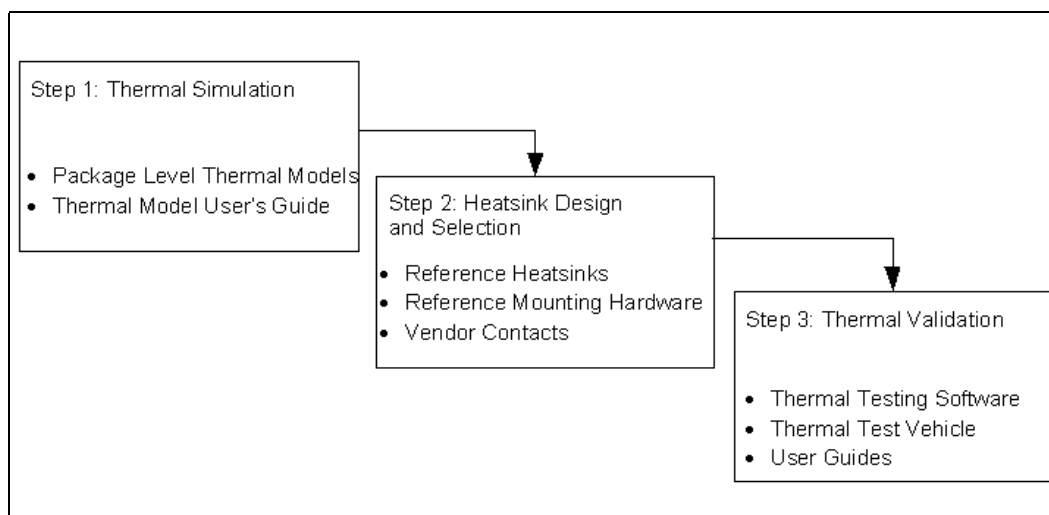 Step 1: Thermal Simulation
• Package Level Thermal Models
• Thermal Model User's Guide
Step 2: Heatsink Design
and Selection
• Reference Heatsinks
• Reference Mounting Hardware
• Vendor Contacts
Step 3: Thermal Validation
• Thermal Testing Software
• Thermal Test Vehicle
• User Guides